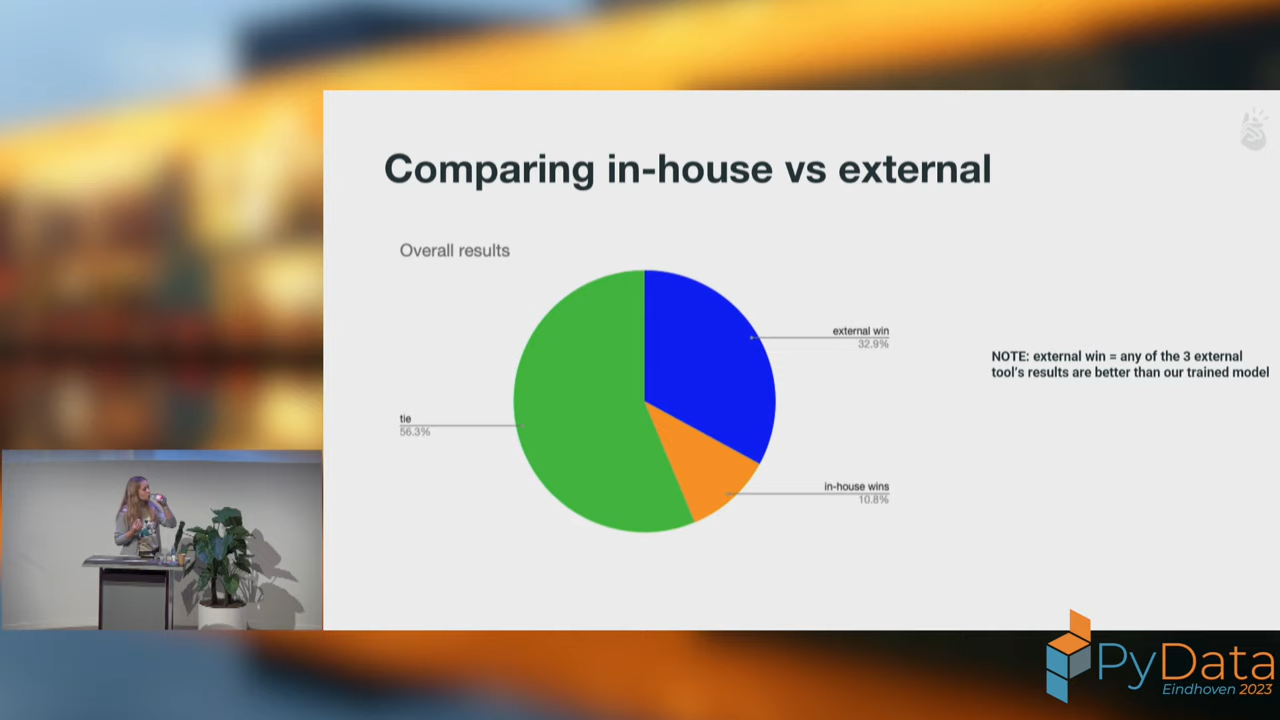 Comparing in-house vs external
Overall results
external win
32.9%
NOTE: external win = any of the 3 external
tool's results are better than our trained model
tie
56.3%
in-house wins
10.8%
PyData
Eindhoven 2023